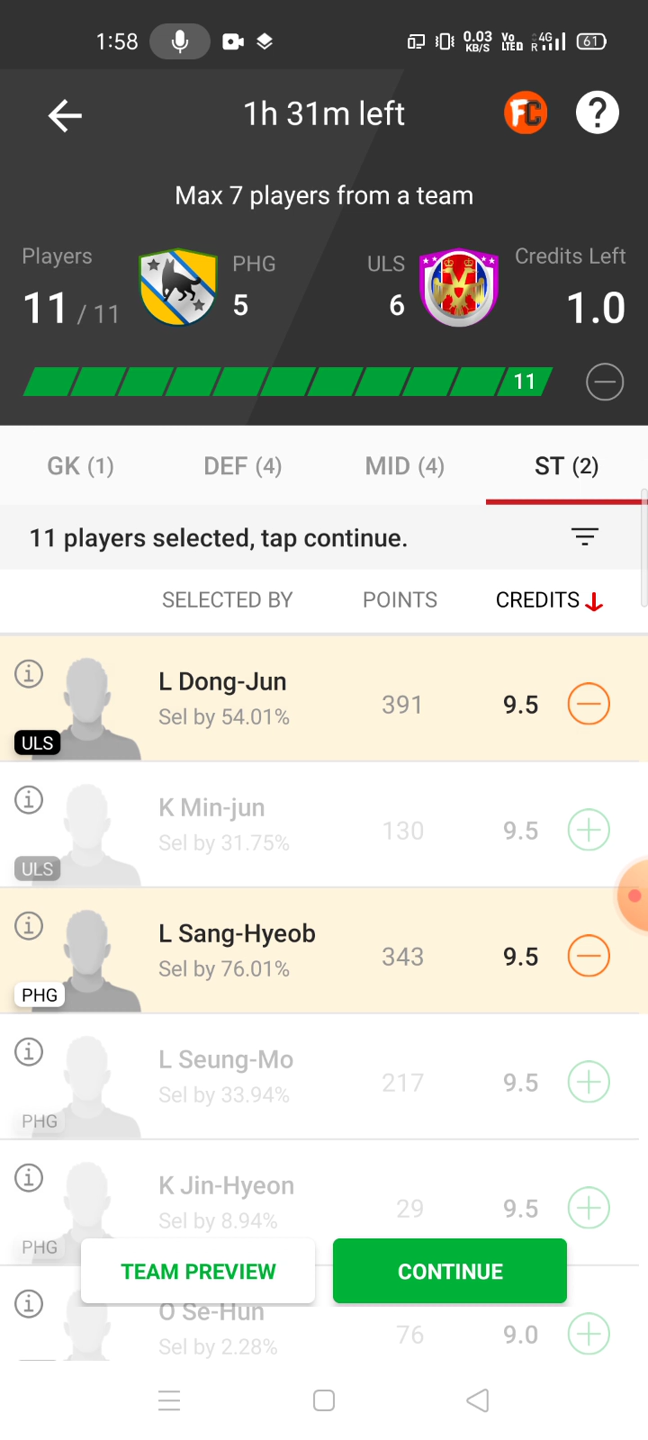 1:58 0.03 KB/S Vo LTED 4G R 61
1h 31m left FC ?
Max 7 players from a team
Players PHG ULS Credits Left
11 / 11 5 6 1.0
11
GK (1) DEF (4) MID (4) ST (2)
11 players selected, tap continue.
SELECTED BY POINTS CREDITS
L Dong-Jun
Sel by 54.01% 391 9.5
ULS
K Min-jun
Sel by 31.75% 130 9.5
ULS
L Sang-Hyeob
Sel by 76.01% 343 9.5
PHG
L Seung-Mo
Sel by 33.94% 217 9.5
PHG
K Jin-Hyeon
Sel by 8.94% 29 9.5
PHG
TEAM PREVIEW CONTINUE
O Se-Hun
Sel by 2.28% 76 9.0